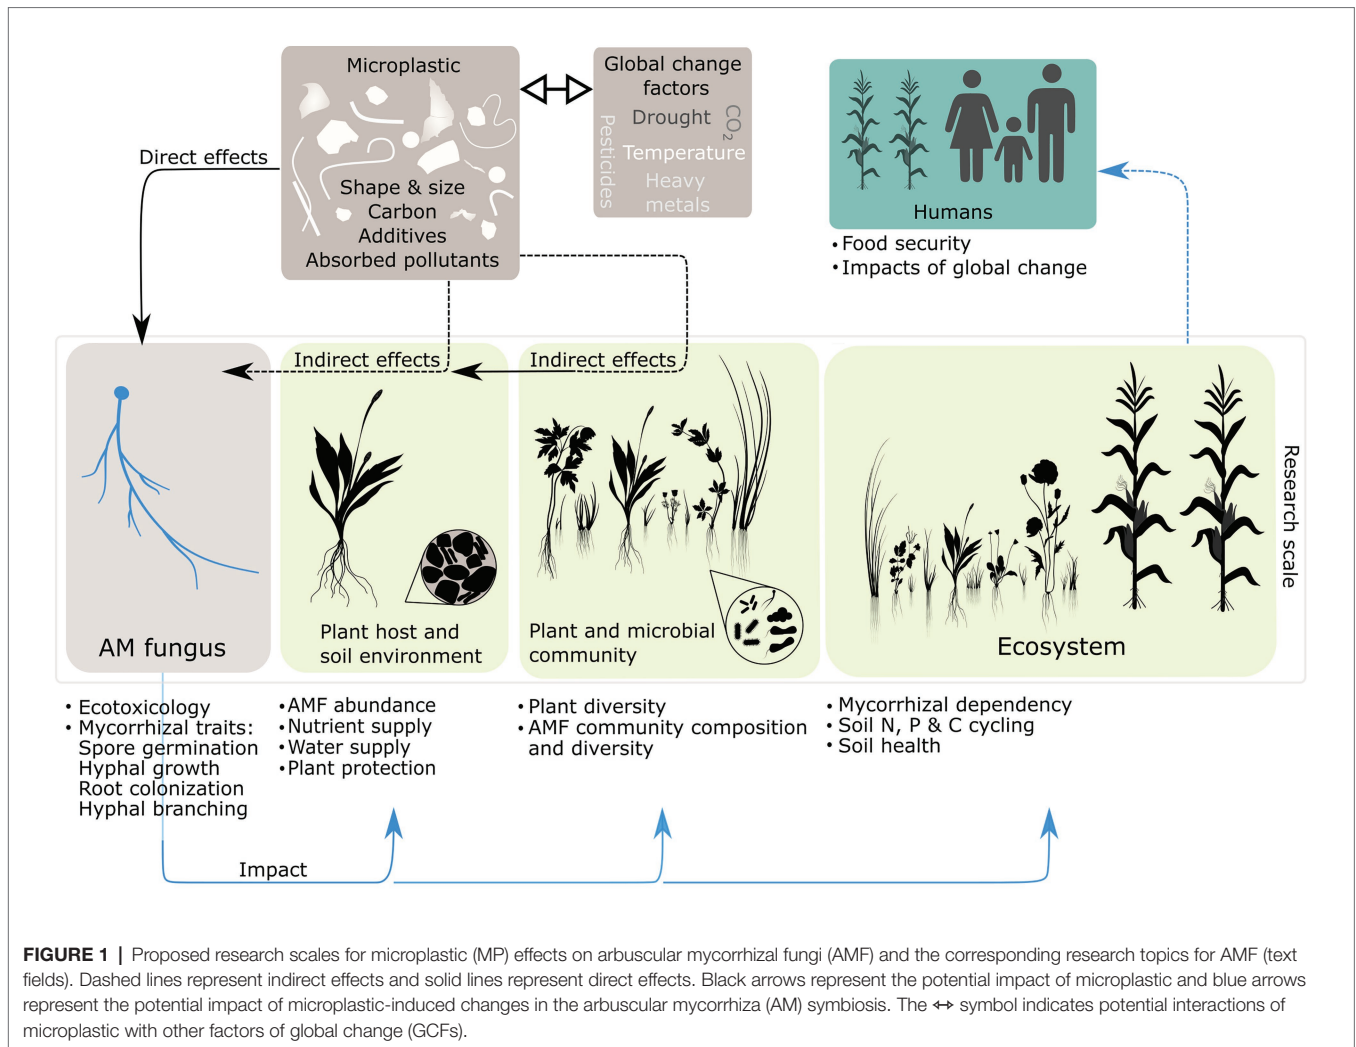 Microplastic
Shape & size
Carbon
Additives
Absorbed pollutants
Global change
factors
Drought
CO₂
Pesticides
Temperature
Heavy
metals
Humans
• Food security
• Impacts of global change
Direct effects
Indirect effects
Indirect effects
Research scale
AM fungus
Plant host and
soil environment
Plant and microbial
community
Ecosystem
• Ecotoxicology
• Mycorrhizal traits:
Spore germination
Hyphal growth
Root colonization
Hyphal branching
• AMF abundance
• Nutrient supply
• Water supply
• Plant protection
• Plant diversity
• AMF community composition
and diversity
• Mycorrhizal dependency
• Soil N, P & C cycling
• Soil health
Impact
FIGURE 1 | Proposed research scales for microplastic (MP) effects on arbuscular mycorrhizal fungi (AMF) and the corresponding research topics for AMF (text
fields). Dashed lines represent indirect effects and solid lines represent direct effects. Black arrows represent the potential impact of microplastic and blue arrows
represent the potential impact of microplastic-induced changes in the arbuscular mycorrhiza (AM) symbiosis. The ⇔ symbol indicates potential interactions of
microplastic with other factors of global change (GCFs).